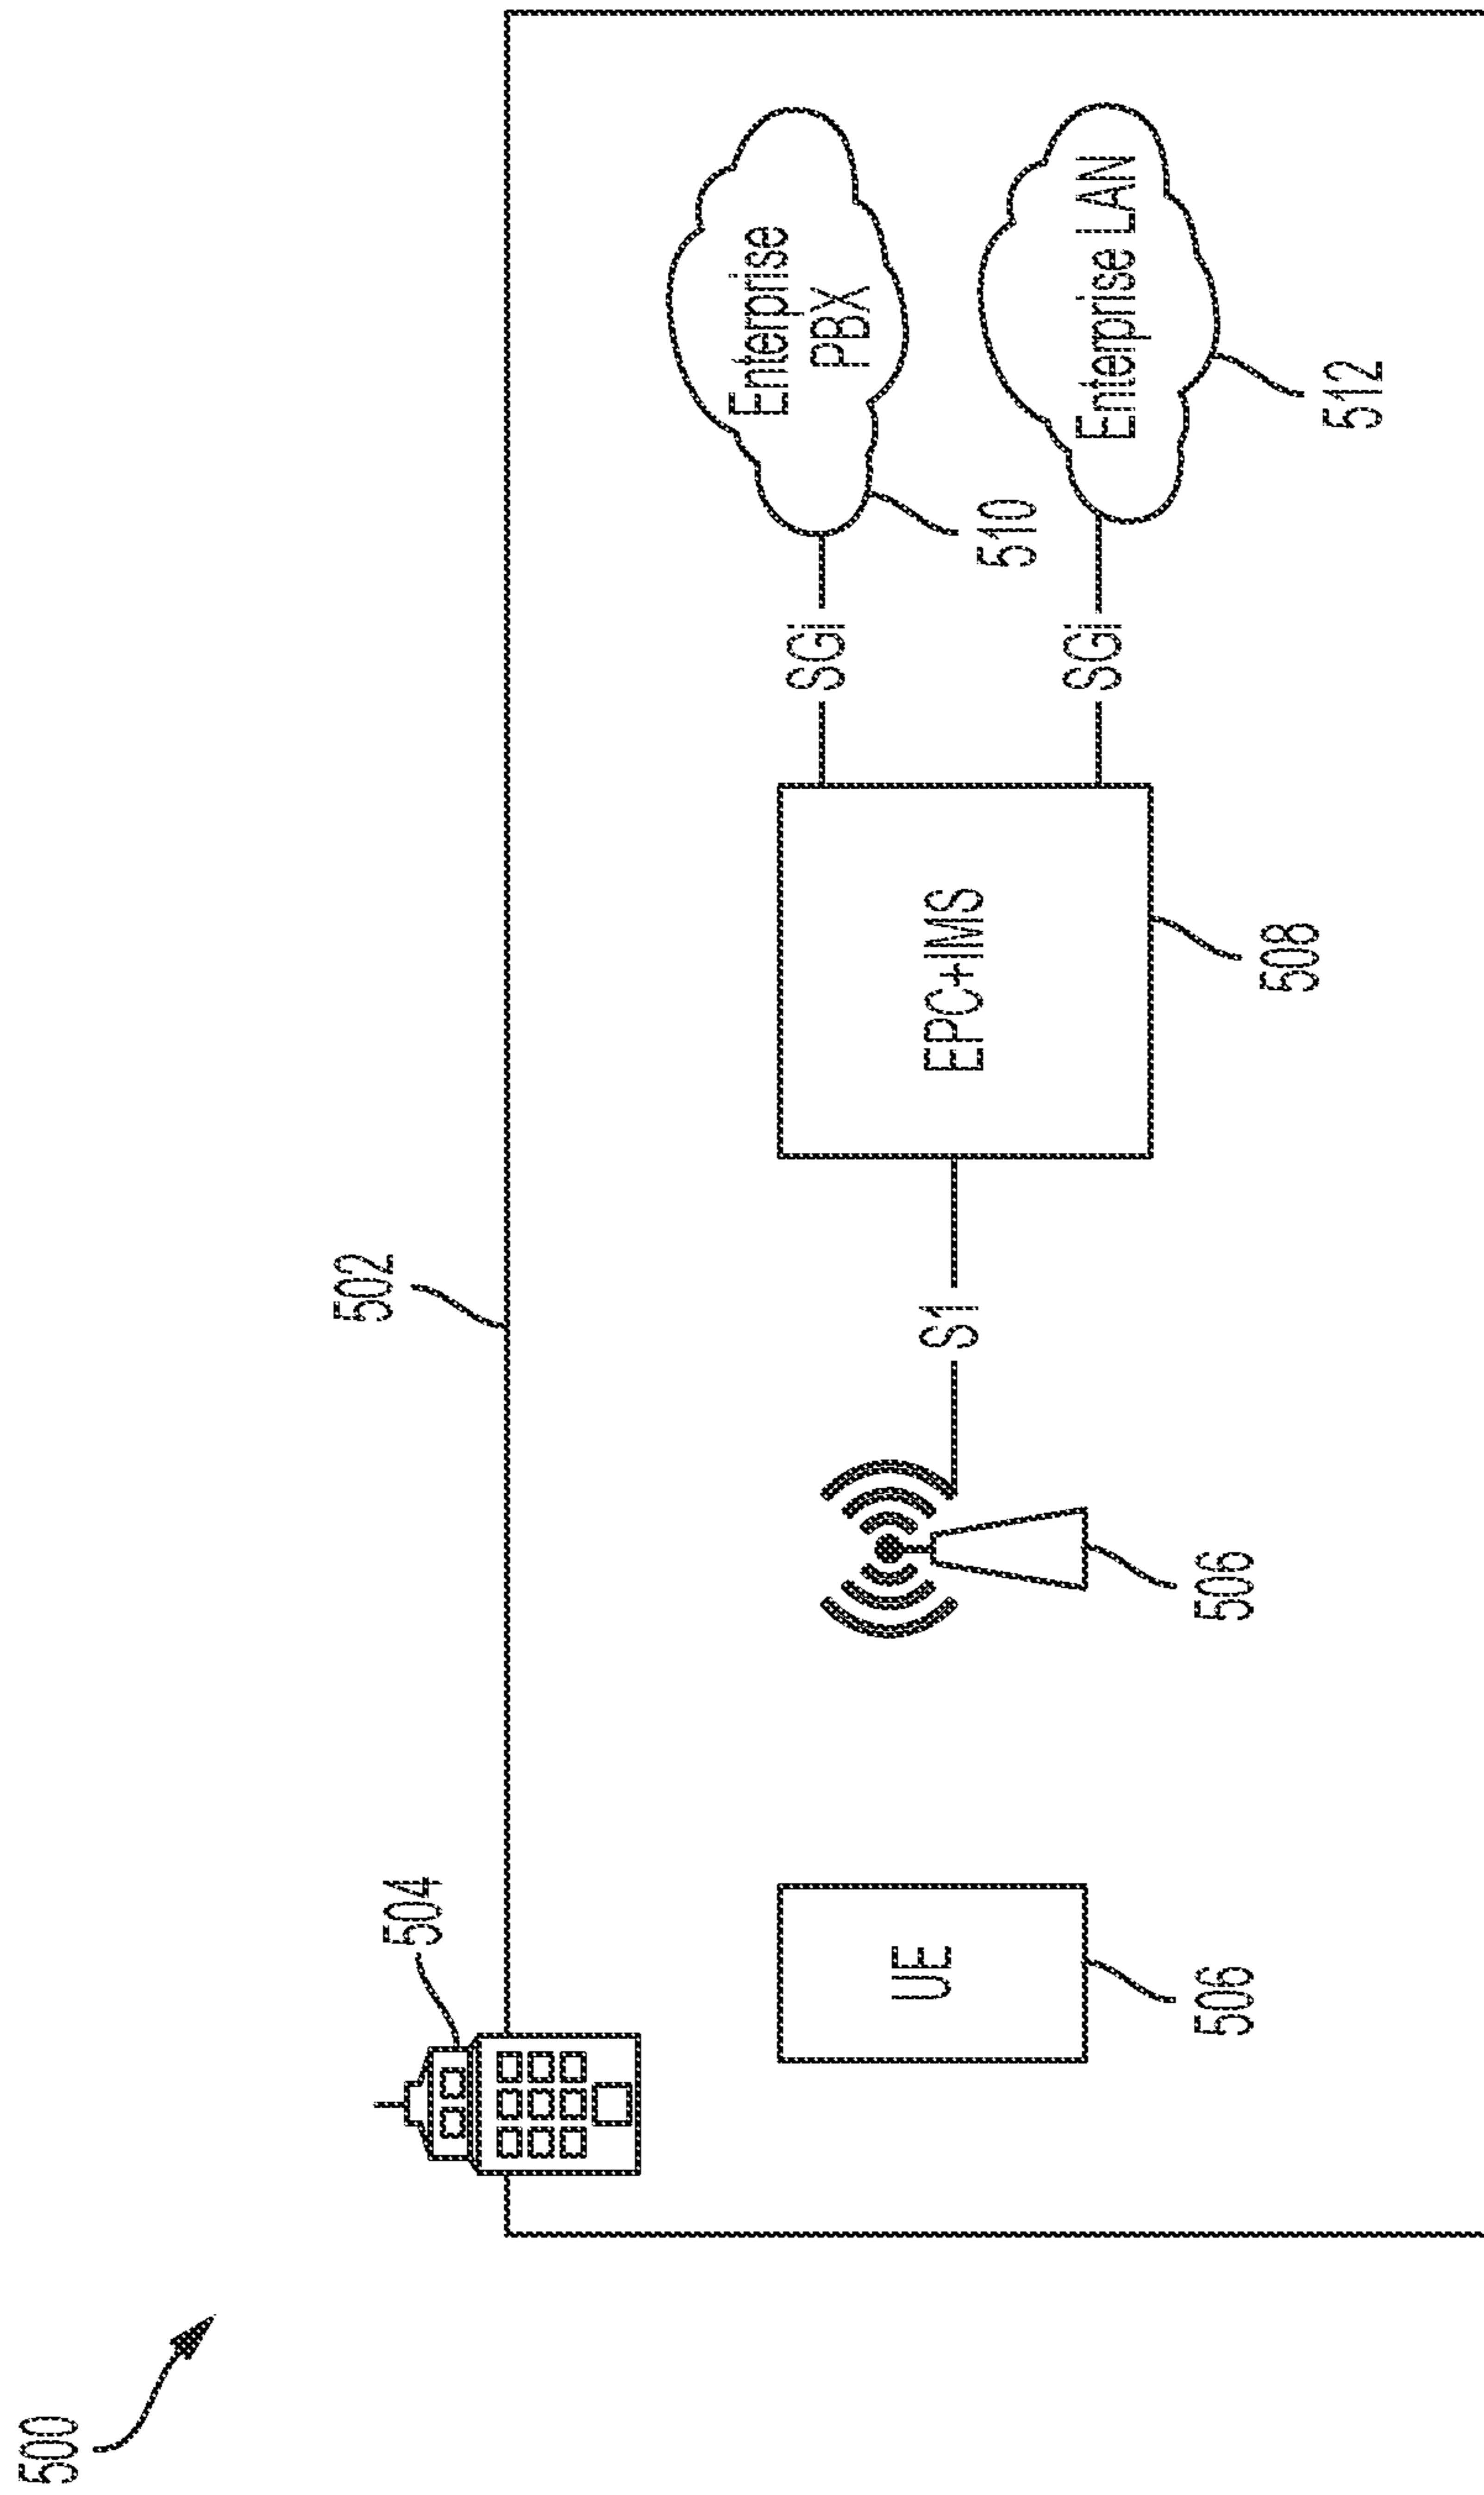 500
502
504
UE
506
506
S1
EPC+IMS
508
SGi
SGi
Enterprise
PBX
510
Enterprise LAN
512